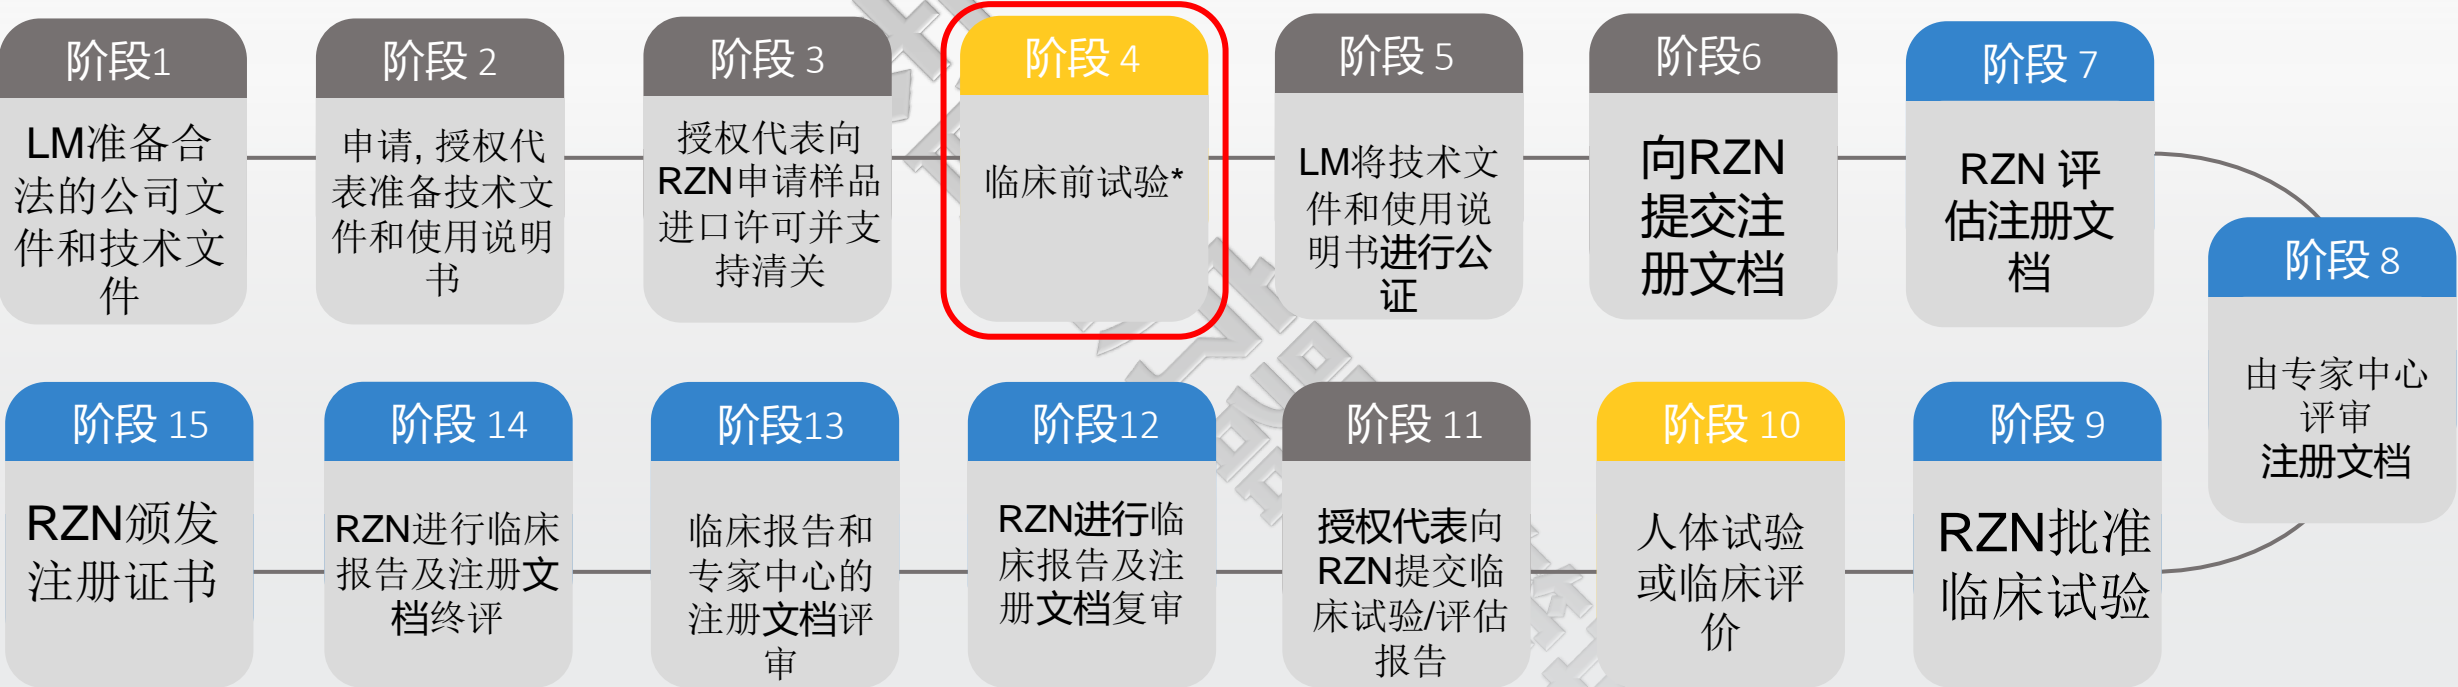 阶段1
LM准备合
法的公司文
件和技术文
件
阶段 2
申请, 授权代
表准备技术文
件和使用说明
书
阶段 3
授权代表向
RZN申请样品
进口许可并支
持清关
阶段 4
临床前试验*
阶段 5
LM将技术文
件和使用说
明书进行公
证
阶段6
向RZN
提交注
册文档
阶段 7
RZN 评
估注册文
档
阶段 8
由专家中心
评审
注册文档
阶段 9
RZN批准
临床试验
阶段 10
人体试验
或临床评
价
阶段 11
授权代表向
RZN提交临
床试验/评估
报告
阶段12
RZN进行临
床报告及注
册文档复审
阶段13
临床报告和
专家中心的
注册文档评
审
阶段 14
RZN进行临床
报告及注册文
档终评
阶段 15
RZN颁发
注册证书